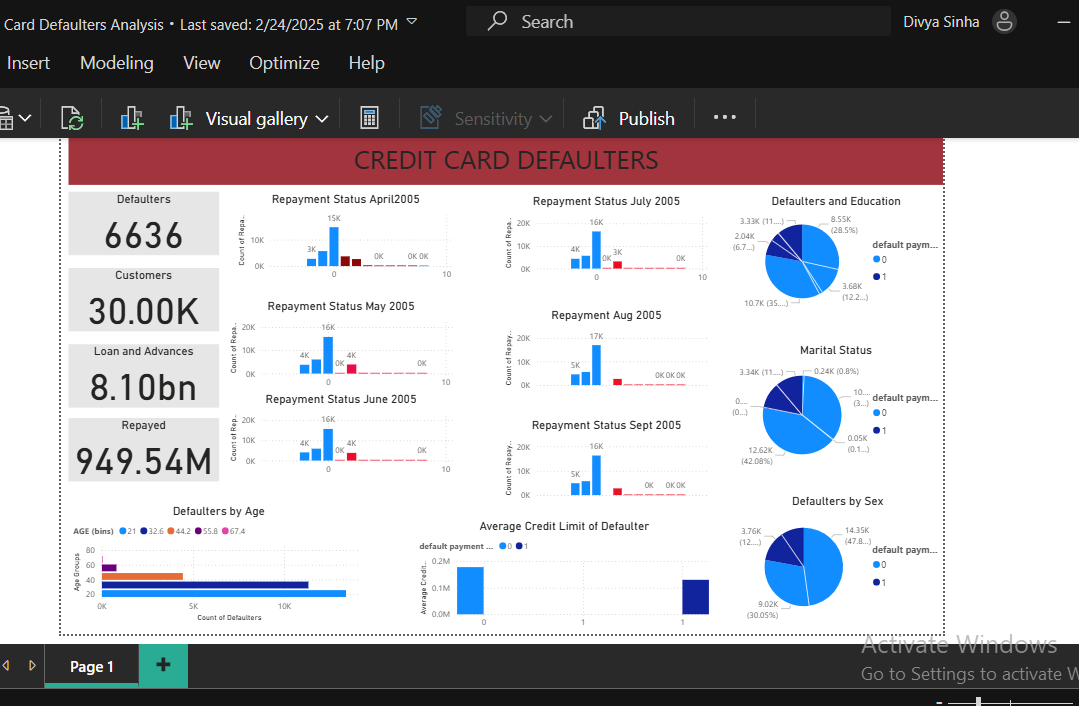 Card Defaulters Analysis • Last saved: 2/24/2025 at 7:07 PM
Search
Divya Sinha
Insert Modeling View Optimize Help
Visual gallery
Sensitivity
Publish
...
CREDIT CARD DEFAULTERS
Defaulters
6636
Customers
30.00K
Loan and Advances
8.10bn
Repayed
949.54M
Repayment Status April2005
Count of Repa..
10K
0K
3K
15K
0K
0K 0K
0
10
Repayment Status May 2005
Count of Repa..
20K
10K
0K
4K
16K
0K
4K
0K
0
10
Repayment Status June 2005
Count of Rep..
20K
10K
0K
4K
16K
0K
4K
0K
0
10
Repayment Status July 2005
Count of Repa..
20K
10K
0K
4K
16K
0K
3K
0K
0
10
Repayment Aug 2005
Count of Repay..
20K
10K
0K
5K
17K
0K 0K 0K
Repayment Status Sept 2005
Count of Repay..
20K
10K
0K
5K
16K
0K
0K 0K
Defaulters and Education
3.33K (11....)
2.04K
(6.7...)
8.55K
(28.5%)
3.68K
(12.2...)
10.7K (35....)
default paym...
0
1
Marital Status
3.34K (11....)
0.24K (0.8%)
0....
(0...)
10...
(3...)
0.05K
(0.1...)
12.62K
(42.08%)
default paym...
0
1
Defaulters by Sex
3.76K
(12....)
14.35K
(47.8...)
9.02K
(30.05%)
default paym...
0
1
Defaulters by Age
AGE (bins) 21 32.6 44.2 55.8 67.4
Age Groups
80
60
40
20
0K
5K
10K
Count of Defaulters
Average Credit Limit of Defaulter
default payment ... 0 1
Average Credit..
0.2M
0.1M
0.0M
0
1
1
Activate Windows
Go to Settings to activate W
Page 1
+